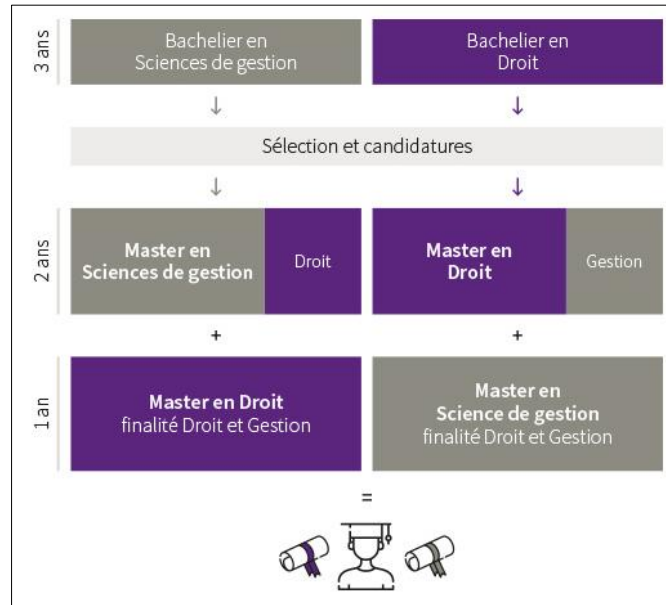 3 ans
Bachelier en
Sciences de gestion
Bachelier en
Droit
↓
↓
Sélection et candidatures
↓
↓
2 ans
Master en
Sciences de gestion
Droit
Master en
Droit
Gestion
+
+
1 an
Master en Droit
finalité Droit et Gestion
Master en
Science de gestion
finalité Droit et Gestion
=